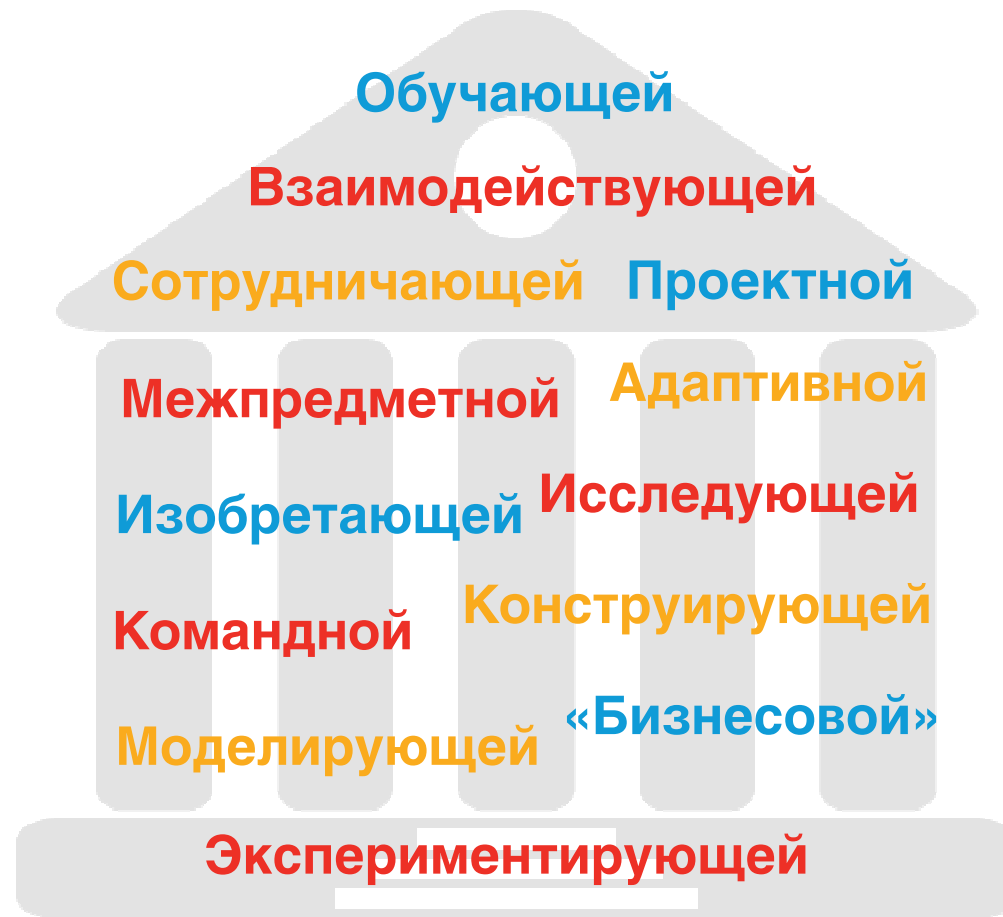 Обучающей
Взаимодействующей
Сотрудничающей Проектной
Межпредметной Адаптивной
Изобретающей Исследующей
Командной Конструирующей
Моделирующей «Бизнесовой»
Экспериментирующей